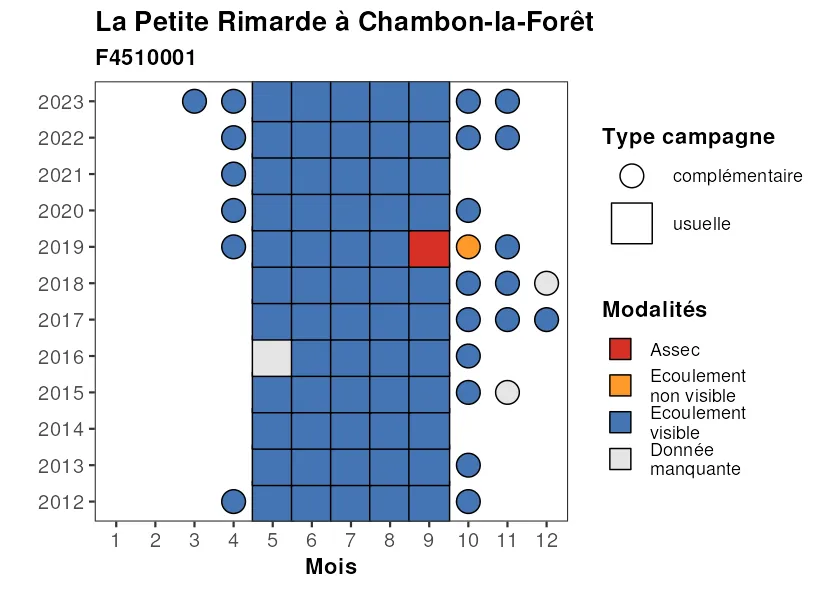 La Petite Rimarde à Chambon-la-Forêt
F4510001
2023
2022
2021
2020
2019
2018
2017
2016
2015
2014
2013
2012
1 2 3 4 5 6 7 8 9 10 11 12
Mois
Type campagne
complémentaire
usuelle
Modalités
Assec
Ecoulement
non visible
Ecoulement
visible
Donnée
manquante